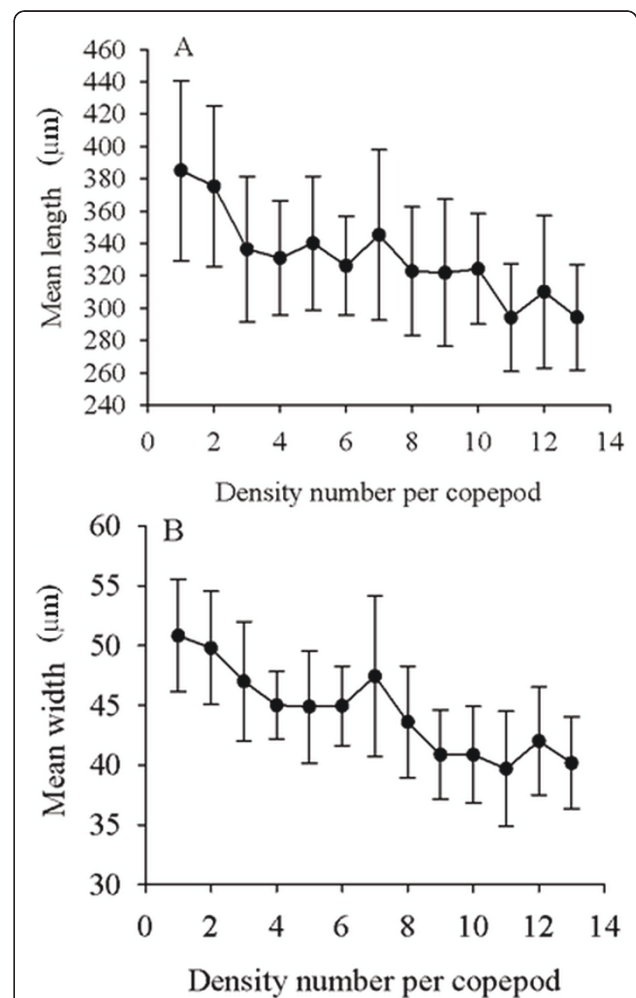 A
460
440
420
400
380
360
340
320
300
280
260
240
Mean length (μm)
0 2 4 6 8 10 12 14
Density number per copepod
B
60
55
50
45
40
35
30
Mean width (μm)
0 2 4 6 8 10 12 14
Density number per copepod